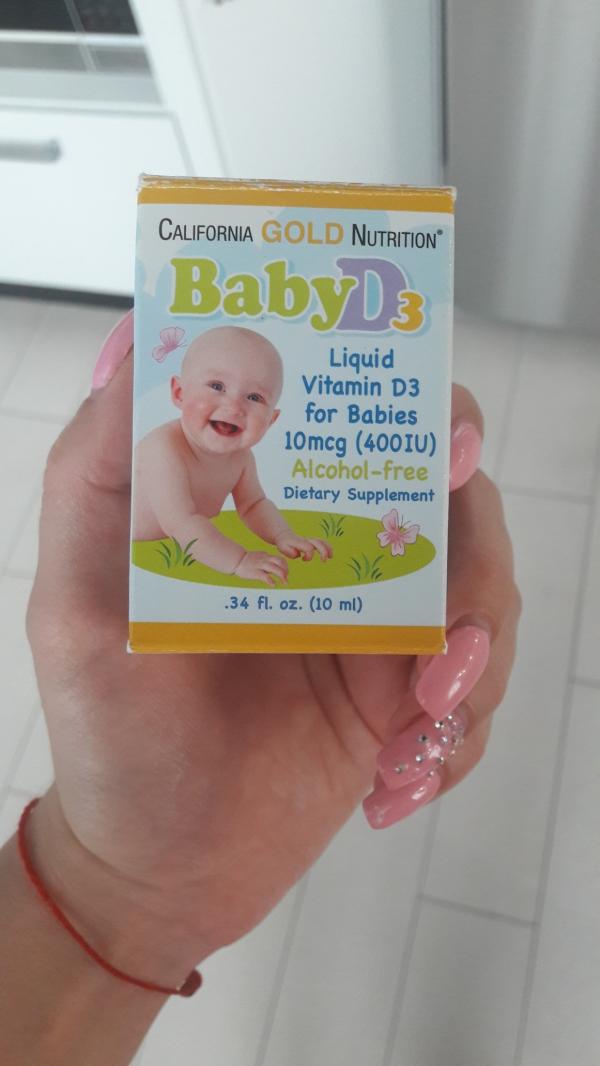 CALIFORNIA GOLD NUTRITION®
BabyD3
Liquid
Vitamin D3
for Babies
10mcg (400IU)
Alcohol-free
Dietary Supplement
.34 fl. oz. (10 ml)